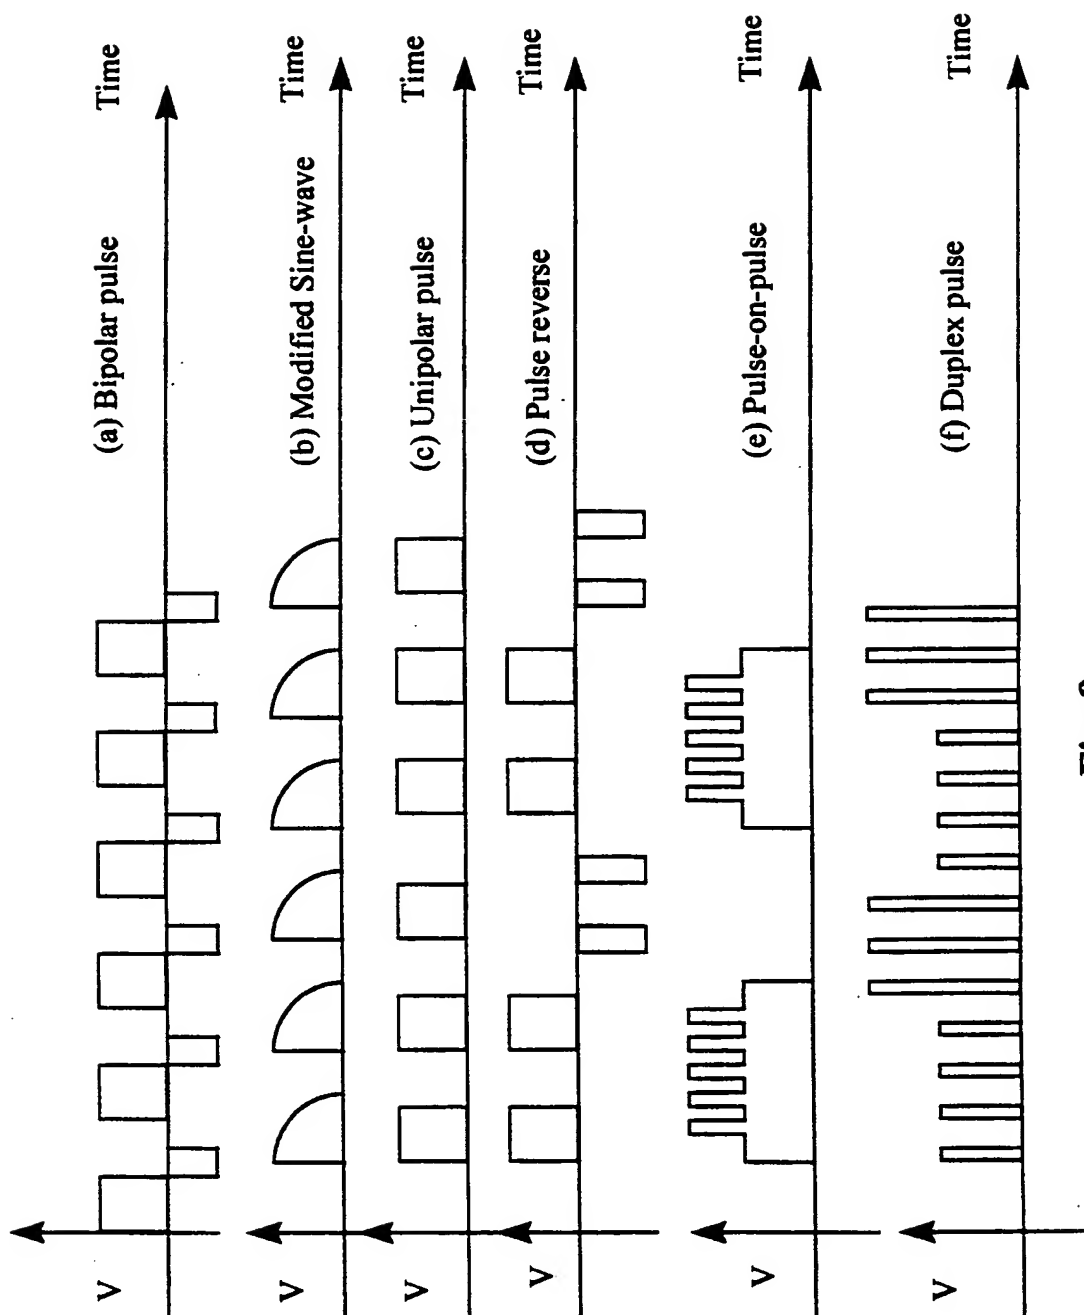 V
(a) Bipolar pulse
Time
V
(b) Modified Sine-wave
Time
V
(c) Unipolar pulse
Time
V
(d) Pulse reverse
Time
V
(e) Pulse-on-pulse
Time
V
(f) Duplex pulse
Time